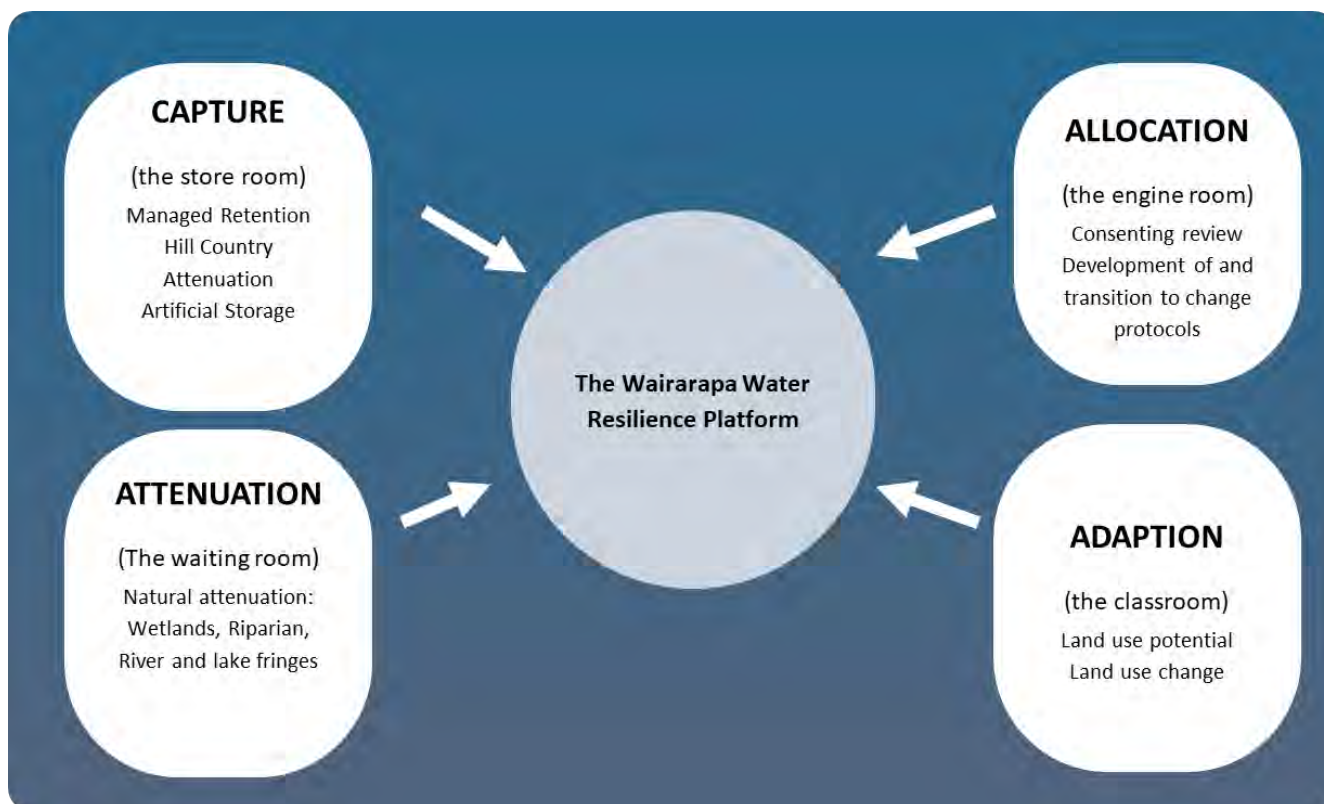 CAPTURE
(the store room)
Managed Retention
Hill Country
Attenuation
Artificial Storage
ATTENUATION
(The waiting room)
Natural attenuation:
Wetlands, Riparian,
River and lake fringes
The Wairarapa Water
Resilience Platform
ALLOCATION
(the engine room)
Consenting review
Development of and
transition to change
protocols
ADAPTION
(the classroom)
Land use potential
Land use change